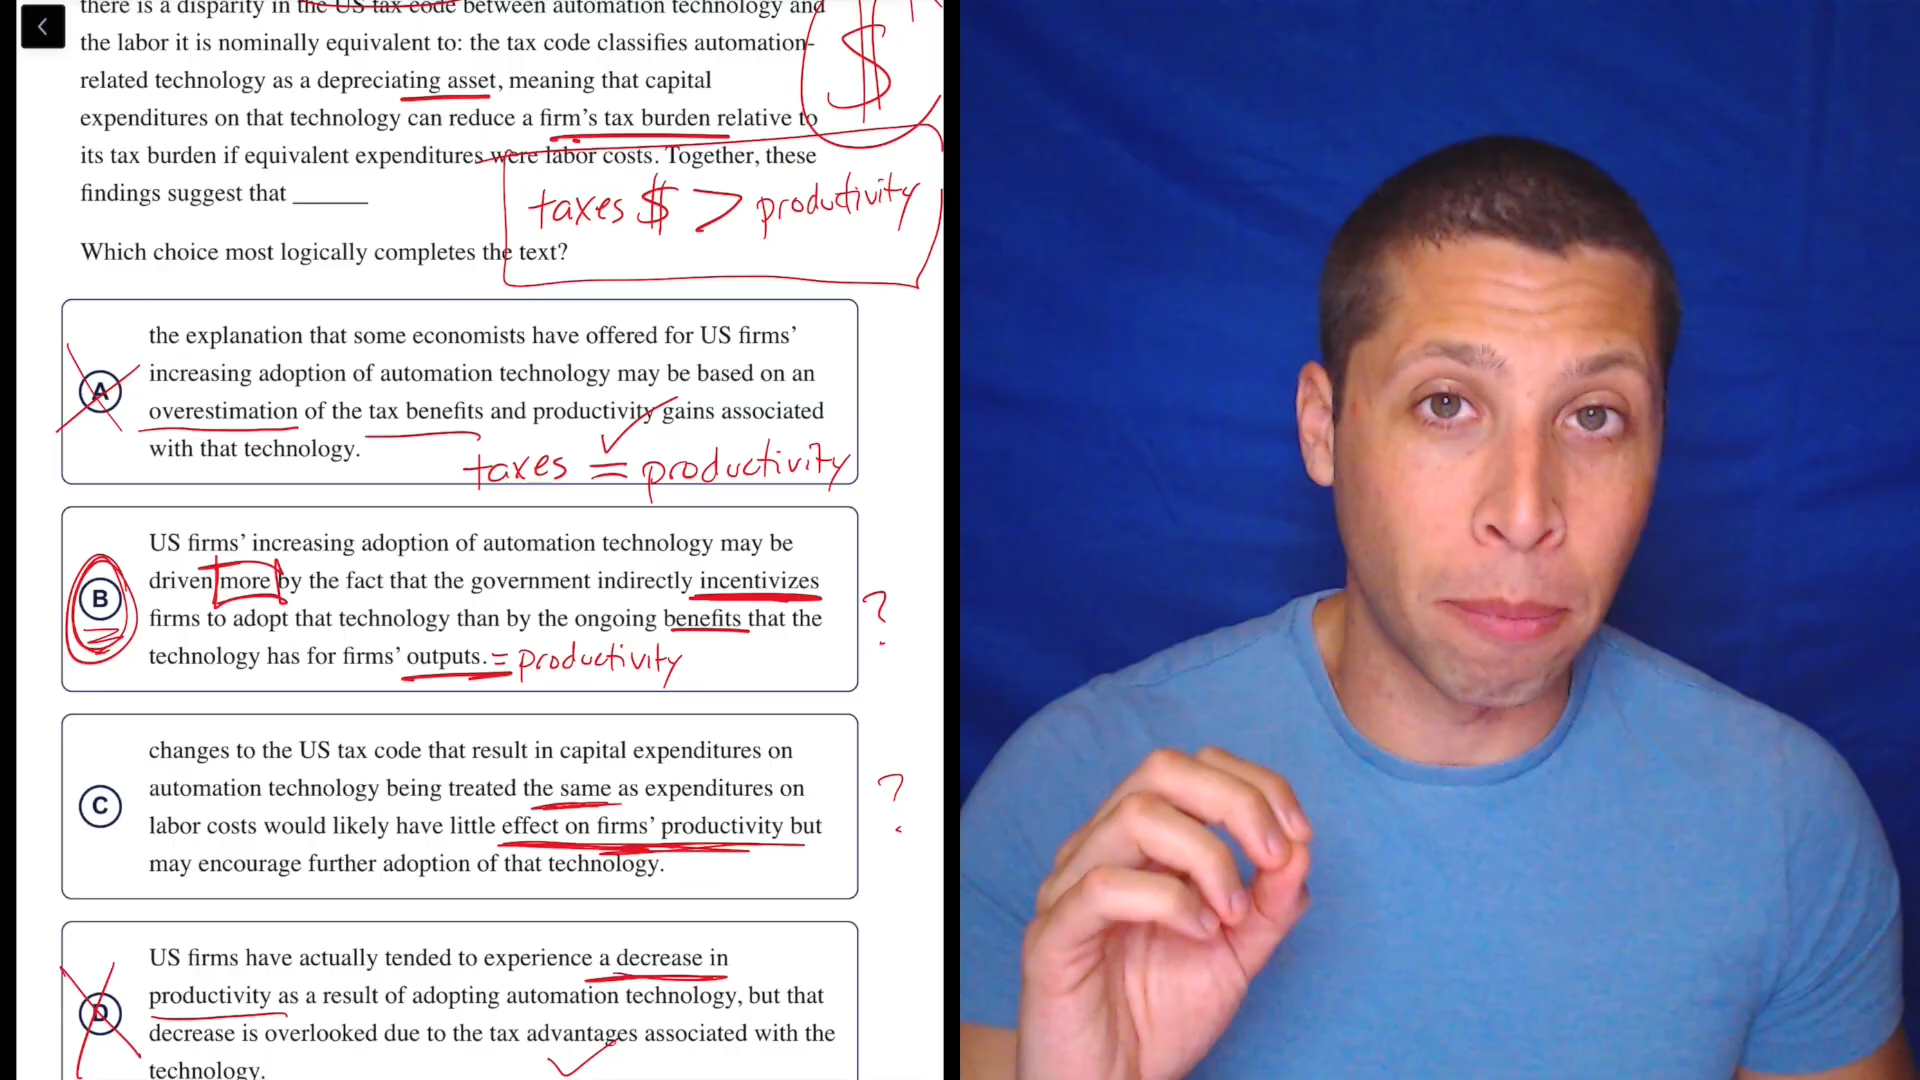 there is a disparity in the US tax code between automation technology and
the labor it is nominally equivalent to: the tax code classifies automation-
related technology as a depreciating asset, meaning that capital
expenditures on that technology can reduce a firm's tax burden relative to
its tax burden if equivalent expenditures were labor costs. Together, these
findings suggest that ______
$
taxes $ > productivity
Which choice most logically completes the text?
A
the explanation that some economists have offered for US firms'
increasing adoption of automation technology may be based on an
overestimation of the tax benefits and productivity gains associated
with that technology.
taxes = productivity
B
US firms' increasing adoption of automation technology may be
driven more by the fact that the government indirectly incentivizes
firms to adopt that technology than by the ongoing benefits that the
technology has for firms' outputs. = productivity
?
C
changes to the US tax code that result in capital expenditures on
automation technology being treated the same as expenditures on
labor costs would likely have little effect on firms' productivity but
may encourage further adoption of that technology.
?
D
US firms have actually tended to experience a decrease in
productivity as a result of adopting automation technology, but that
decrease is overlooked due to the tax advantages associated with the
technology.